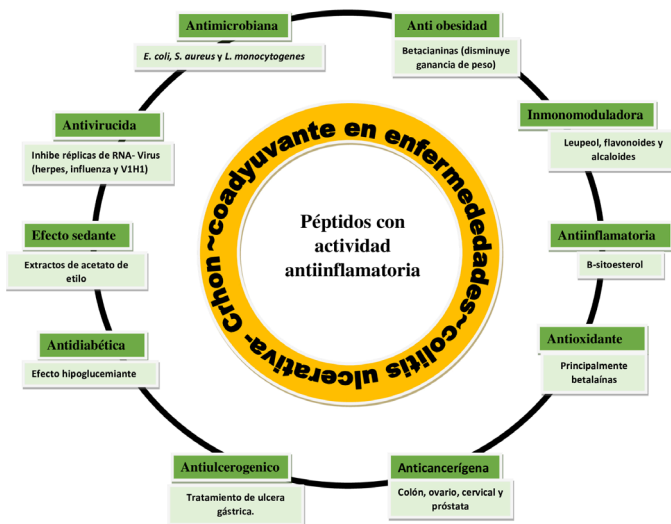 Antimicrobiana
E. coli, S. aureus y L. monocytogenes
Anti obesidad
Betacianinas (disminuye
ganancia de peso)
Inmonomoduladora
Leupeol, flavonoides y
alcaloides
Antiinflamatoria
B-sitoesterol
Antioxidante
Principalmente
betalaínas
Anticancerígena
Colón, ovario, cervical y
próstata
Antiulcerogenico
Tratamiento de ulcera
gástrica.
Antidiabética
Efecto hipoglucemiante
Efecto sedante
Extractos de acetato de
etilo
Antivirucida
Inhibe réplicas de RNA- Virus
(herpes, influenza y V1H1)
Crhon ~coadyuvante en enfermededades~colitis ulcerativa-
Péptidos con
actividad
antiinflamatoria